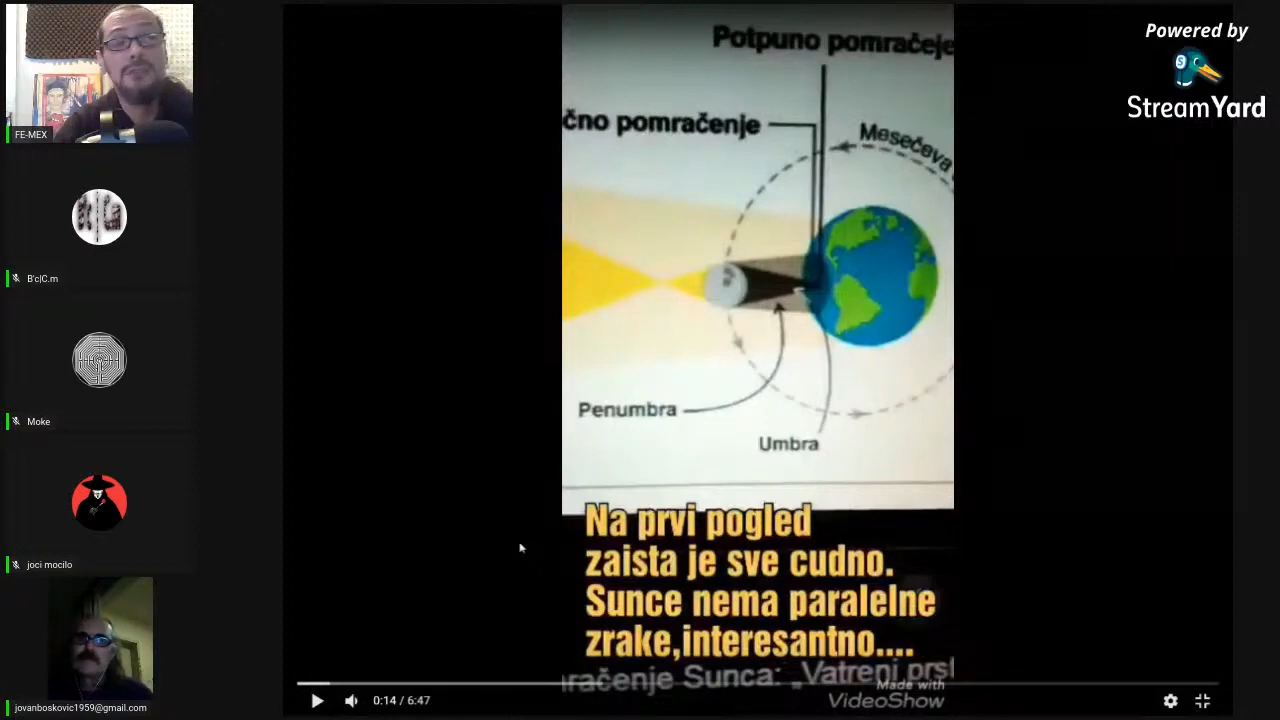 Powered by
StreamYard
FE-MEX
B'c|C.m
Moke
joci mocilo
jovanboskovic1959@gmail.com
Potpuno pomračeje
čno pomračenje
Mesečeva
Penumbra
Umbra
Na prvi pogled
zaista je sve cudno.
Sunce nema paralelne
zrake,interesantno....
račenje Sunca: „Vatreni prs
Made with
VideoShow
0:14 / 6:47